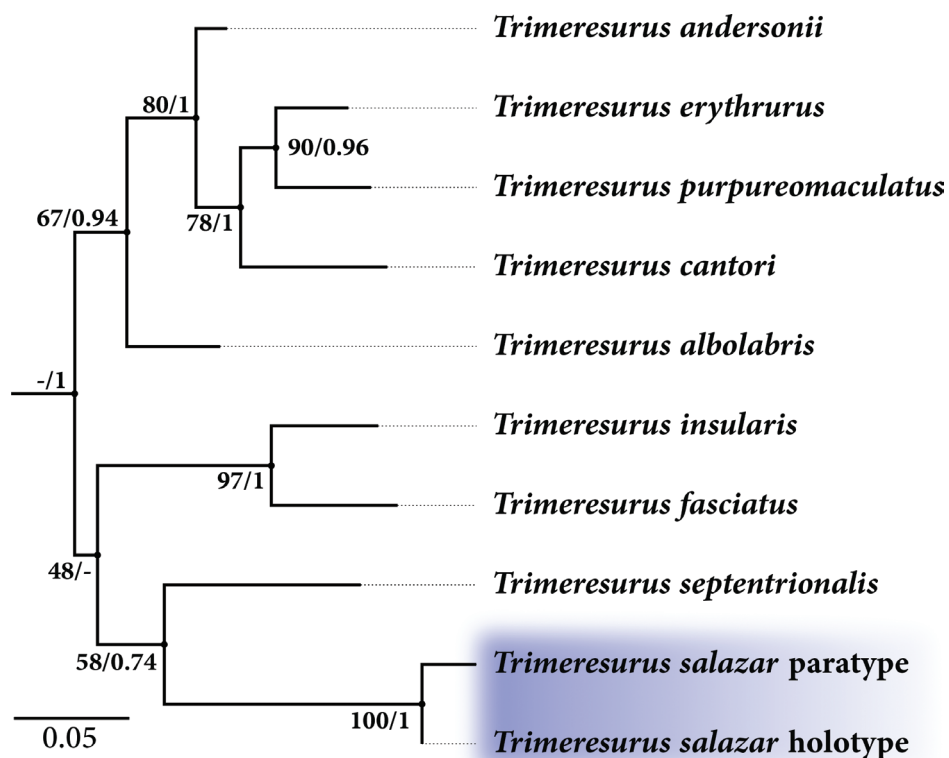 Trimeresurus andersonii
80/1
Trimeresurus erythrurus
90/0.96
Trimeresurus purpureomaculatus
67/0.94
78/1
Trimeresurus cantori
Trimeresurus albolabris
-/1
Trimeresurus insularis
97/1
Trimeresurus fasciatus
48/-
Trimeresurus septentrionalis
58/0.74
Trimeresurus salazar paratype
100/1
0.05
Trimeresurus salazar holotype